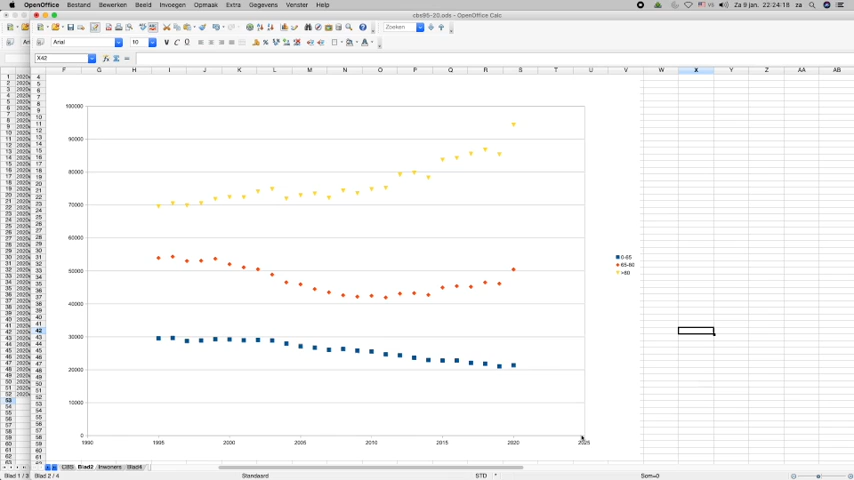 OpenOffice Bestand Bewerken Beeld Invoegen Opmaak Extra Gegevens Venster Help
Za 9 jan. 22:24:18 za
cbs95-20.ods - OpenOffice Calc
Zoeken
Arial 10
X42
F G H I J K L M N O P Q R S T U V W X Y Z AA AB
100000
90000
80000
70000
60000
50000
40000
30000
20000
10000
0
1990 1995 2000 2005 2010 2015 2020 2025
0-65
65-80
>80
CBS Blad2 Inwoners Blad4
Blad 2 / 4 Standaard STD * Som=0